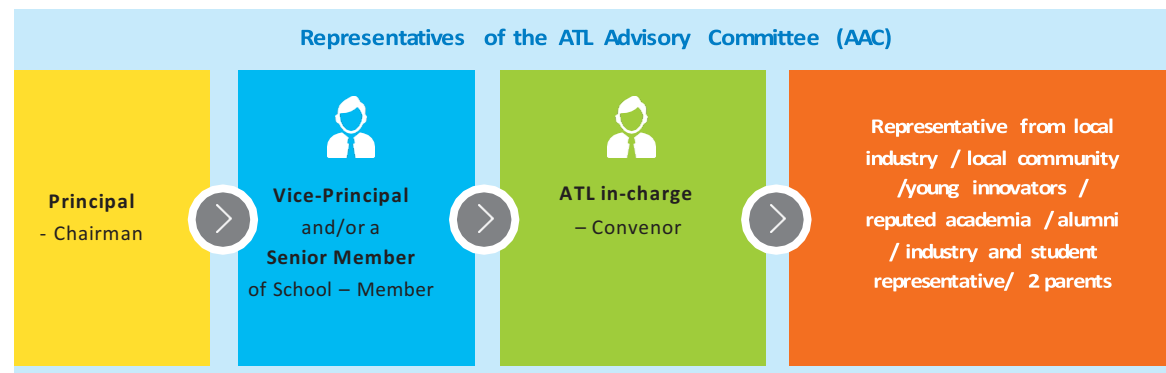 Representatives of the ATL Advisory Committee (AAC)
Principal
- Chairman
Vice-Principal
and/or a
Senior Member
of School – Member
ATL in-charge
– Convenor
Representative from local
industry / local community
/young innovators /
reputed academia / alumni
/ industry and student
representative/ 2 parents